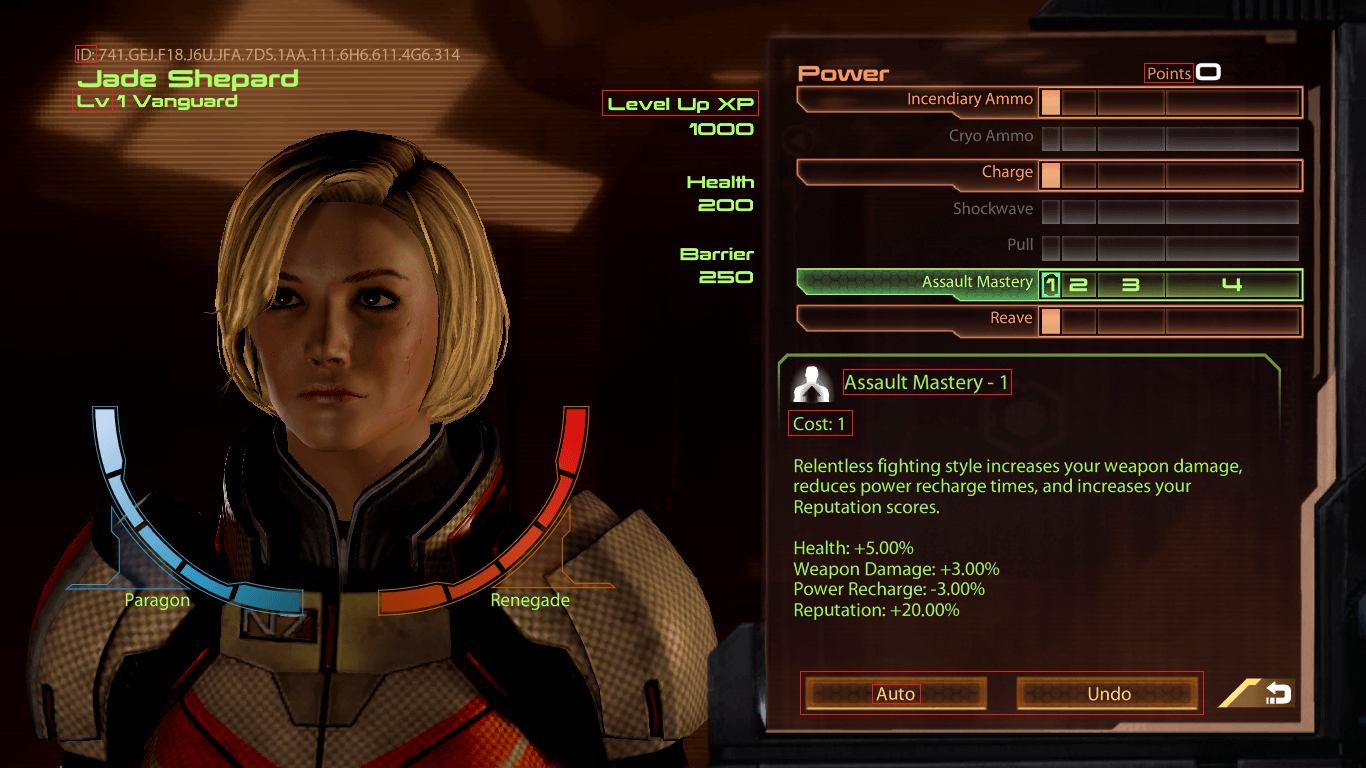 ID: 741.GEJ.F18.J6U.JFA.7DS.1AA.111.6H6.611.4G6.314
Jade Shepard
Lv 1 Vanguard
Level Up XP
1000
Health
200
Barrier
250
Paragon
Renegade
N7
Power
Points 0
Incendiary Ammo
Cryo Ammo
Charge
Shockwave
Pull
Assault Mastery 1 2 3 4
Reave
Assault Mastery - 1
Cost: 1
Relentless fighting style increases your weapon damage,
reduces power recharge times, and increases your
Reputation scores.
Health: +5.00%
Weapon Damage: +3.00%
Power Recharge: -3.00%
Reputation: +20.00%
Auto
Undo